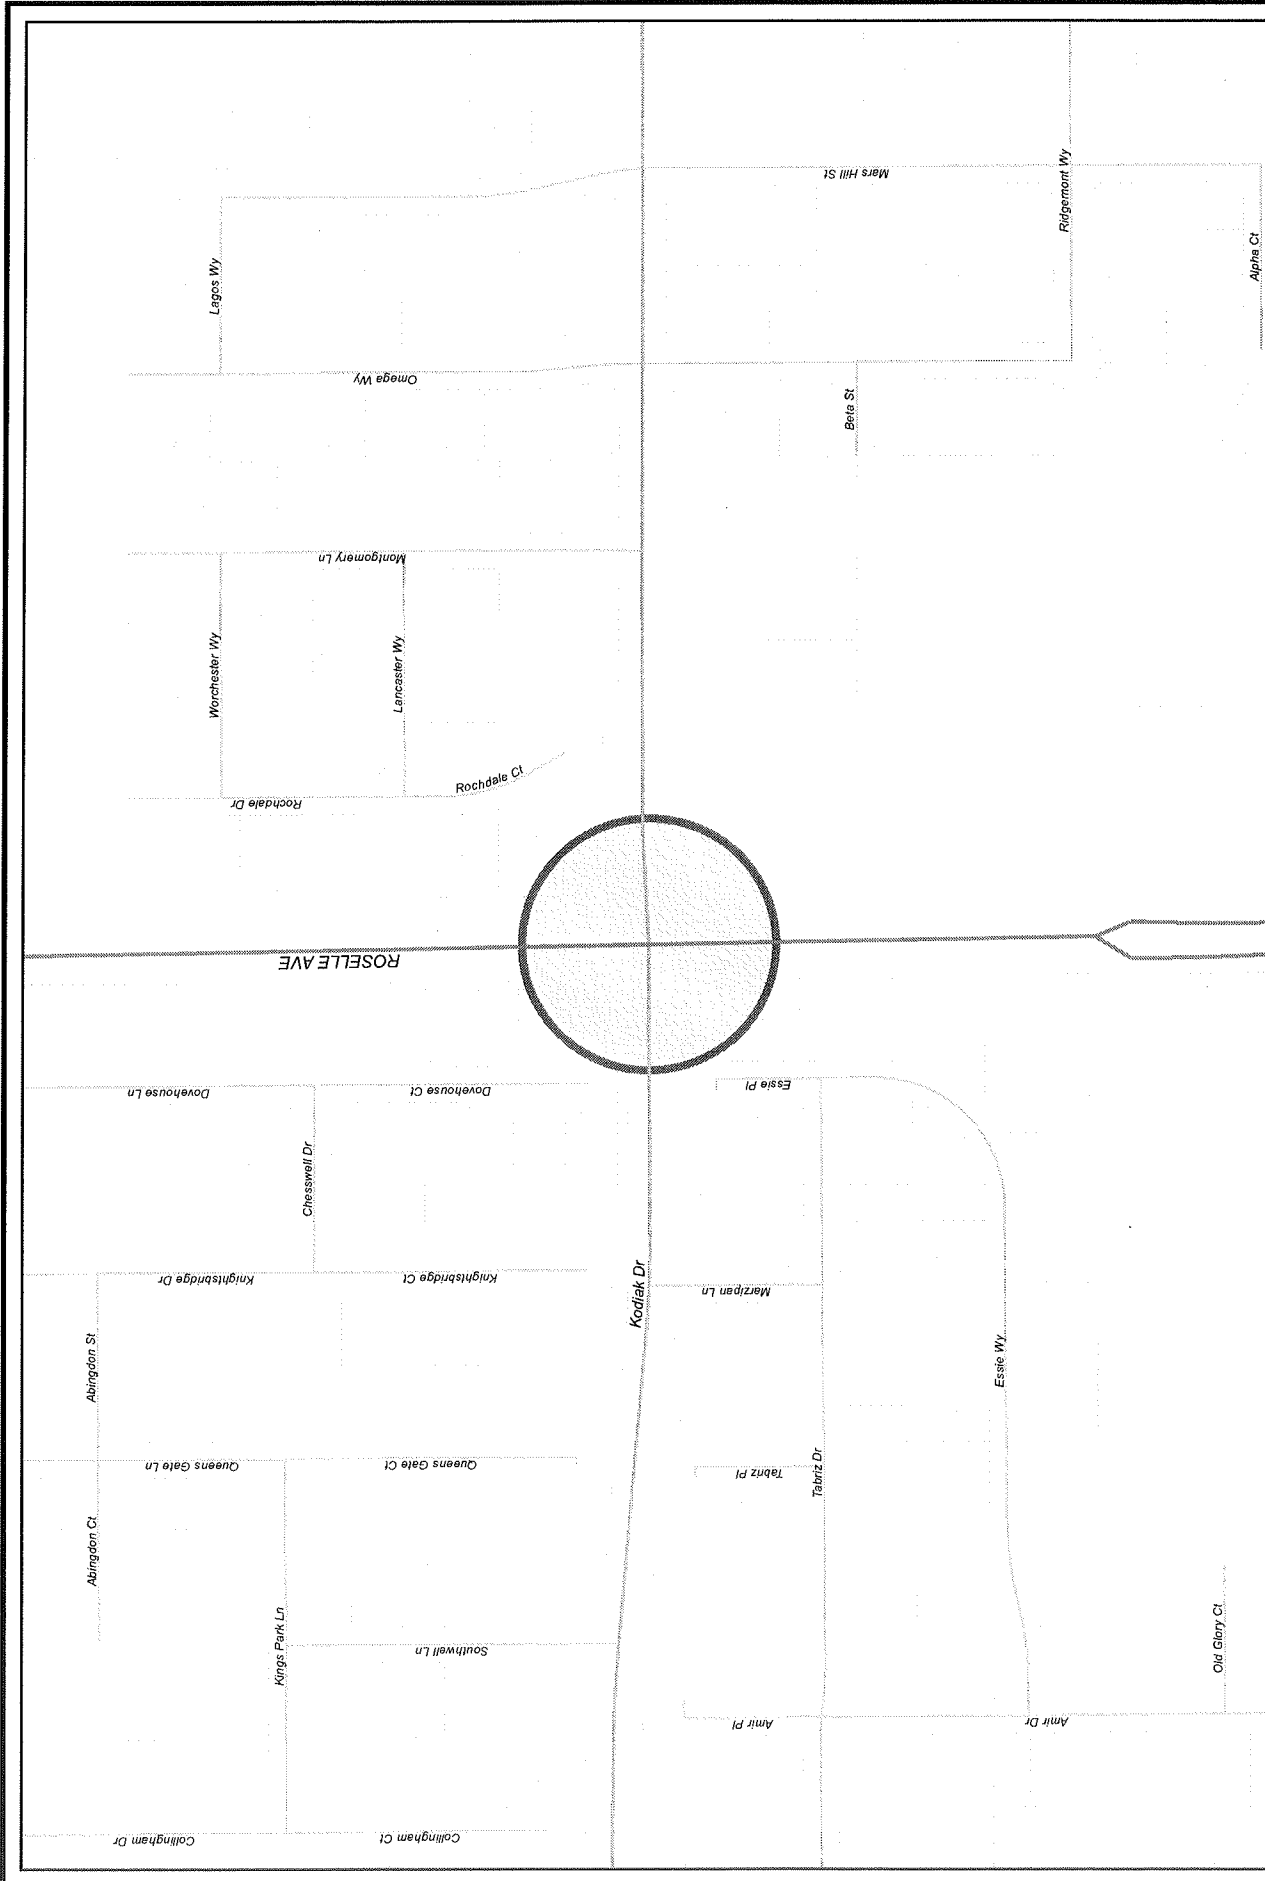 Mars Hill St
Ridgemont Wy
Alpha Ct
Lagos Wy
Omega Wy
Beta St
Montgomery Ln
Worchester Wy
Lancaster Wy
Rochdale Ct
Rochdale Dr
ROSELLE AVE
Dovehouse Ln
Dovehouse Ct
Essie Pl
Chesswell Dr
Knightsbridge Dr
Knightsbridge Ct
Kodiak Dr
Marzipan Ln
Abingdon St
Essie Wy
Queens Gate Ln
Queens Gate Ct
Tabriz Pl
Tabriz Dr
Abingdon Ct
Kings Park Ln
Southwell Ln
Old Glory Ct
Amir Pl
Amir Dr
Collingham Dr
Collingham Ct